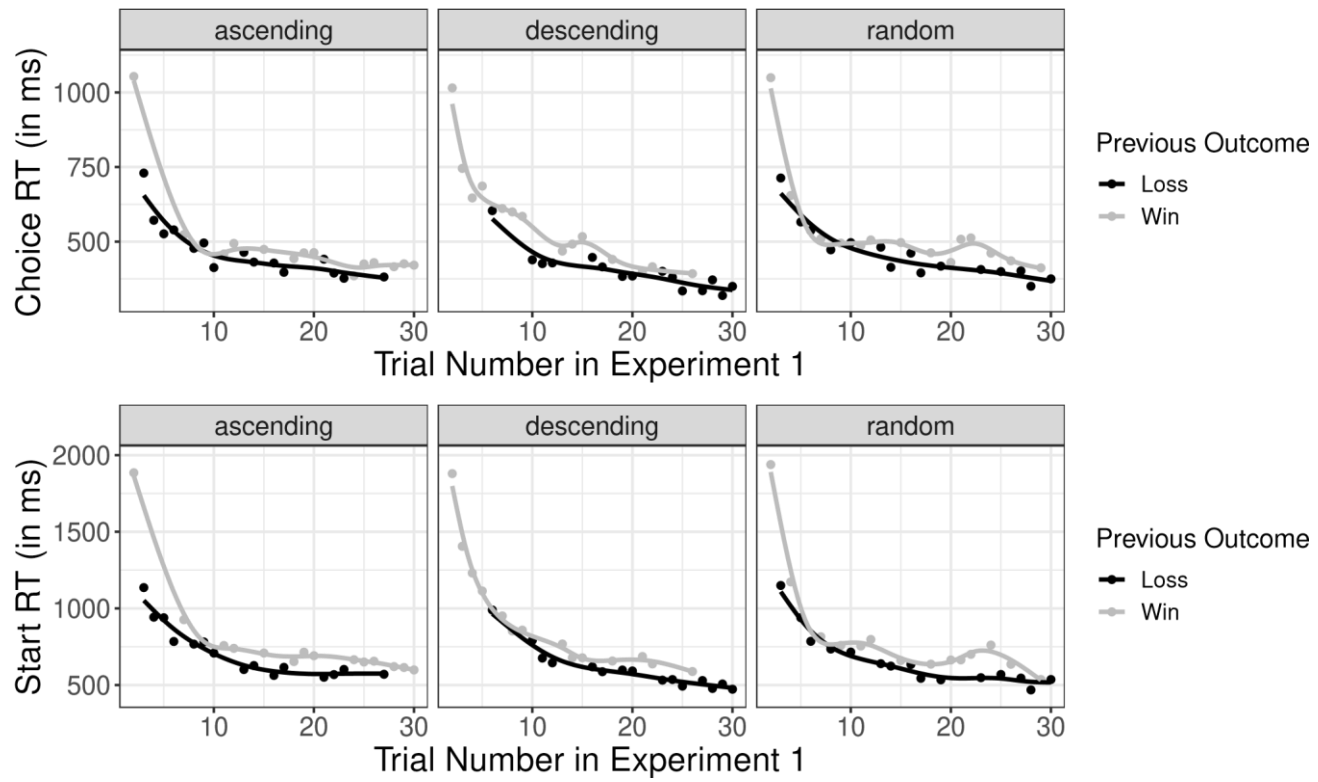 ascending descending random
Choice RT (in ms)
1000
750
500
10 20 30 10 20 30 10 20 30
Trial Number in Experiment 1
Previous Outcome
Loss
Win
ascending descending random
Start RT (in ms)
2000
1500
1000
500
10 20 30 10 20 30 10 20 30
Trial Number in Experiment 1
Previous Outcome
Loss
Win